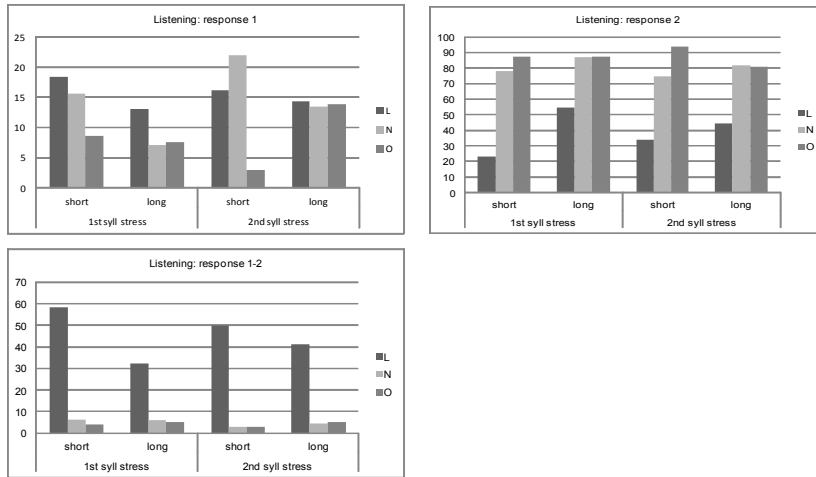 Listening: response 1
25
20
15
10
5
0
short
long
short
long
1st syll stress
2nd syll stress
L
N
O
Listening: response 2
100
90
80
70
60
50
40
30
20
10
0
short
long
short
long
1st syll stress
2nd syll stress
L
N
O
Listening: response 1-2
70
60
50
40
30
20
10
0
short
long
short
long
1st syll stress
2nd syll stress
L
N
O